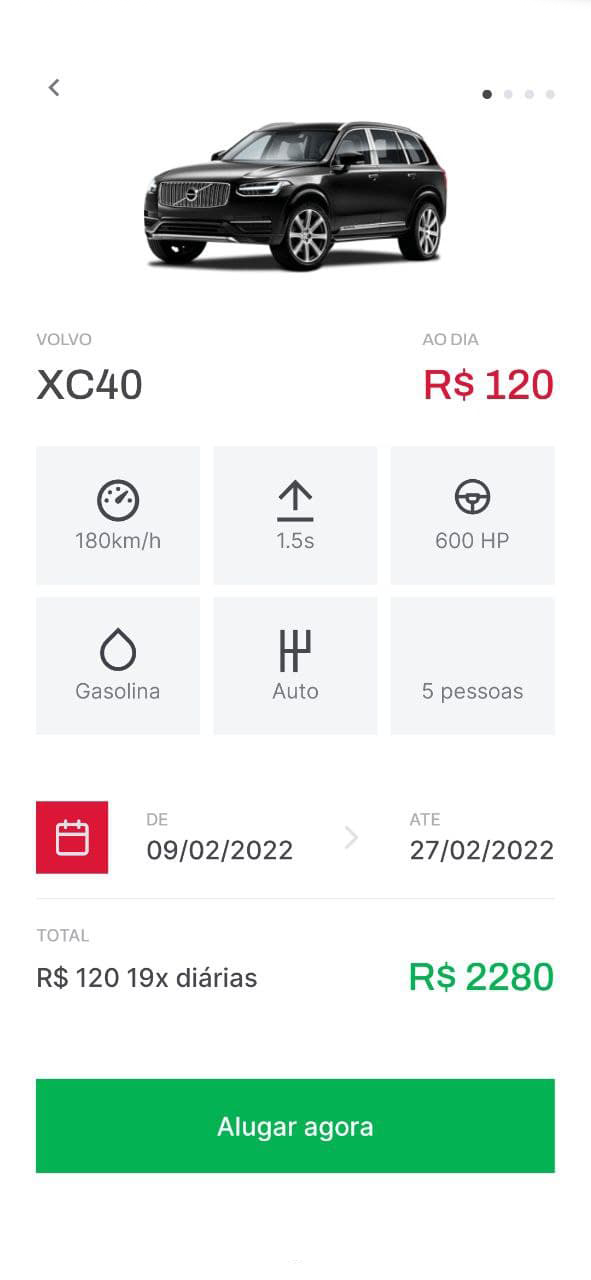 VOLVO
AO DIA
XC40
R$ 120
180km/h
1.5s
600 HP
Gasolina
Auto
5 pessoas
DE
ATE
09/02/2022
27/02/2022
TOTAL
R$ 120 19x diárias
R$ 2280
Alugar agora